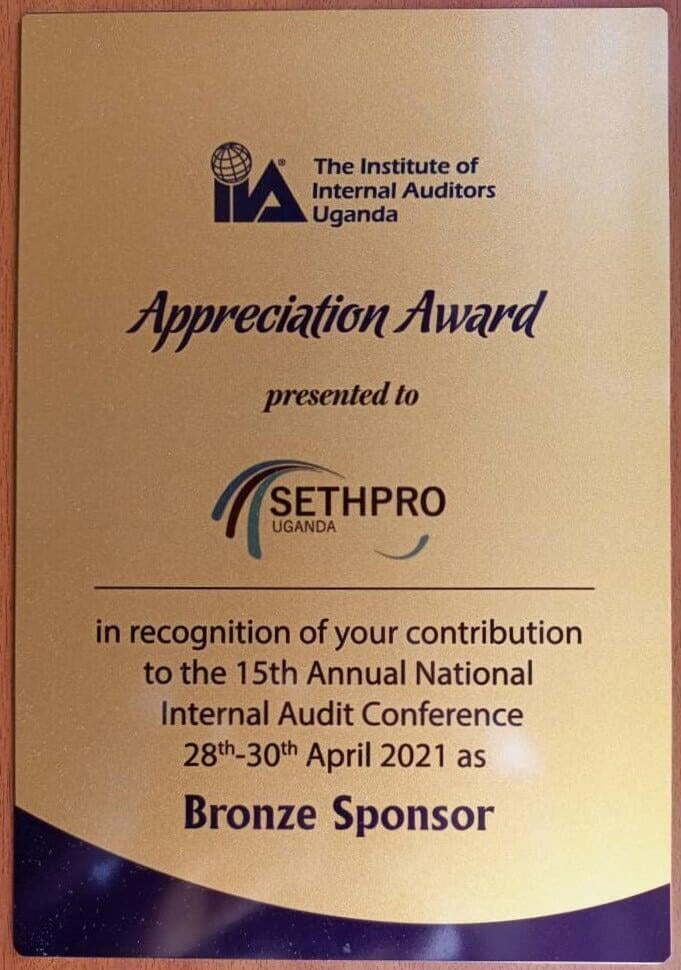 IIA® The Institute of
Internal Auditors
Uganda
Appreciation Award
presented to
SETHPRO
UGANDA
in recognition of your contribution
to the 15th Annual National
Internal Audit Conference
28th-30th April 2021 as
Bronze Sponsor